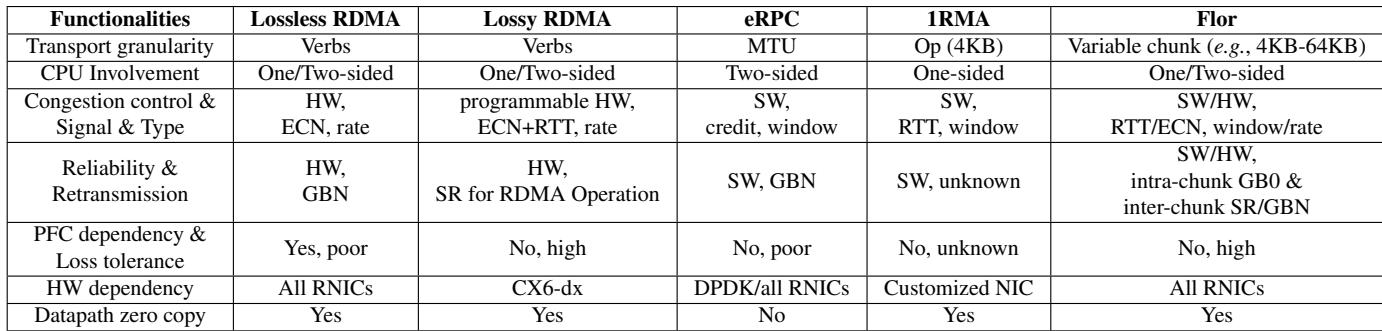 Functionalities Lossless RDMA Lossy RDMA eRPC 1RMA Flor
Transport granularity Verbs Verbs MTU Op (4KB) Variable chunk (e.g., 4KB-64KB)
CPU Involvement One/Two-sided One/Two-sided Two-sided One-sided One/Two-sided
Congestion control & HW, programmable HW, SW, SW, SW/HW,
Signal & Type ECN, rate ECN+RTT, rate credit, window RTT, window RTT/ECN, window/rate
Reliability & Retransmission HW, GBN HW, SR for RDMA Operation SW, GBN SW, unknown SW/HW, intra-chunk GB0 & inter-chunk SR/GBN
PFC dependency & Loss tolerance Yes, poor No, high No, poor No, unknown No, high
HW dependency All RNICs CX6-dx DPDK/all RNICs Customized NIC All RNICs
Datapath zero copy Yes Yes No Yes Yes